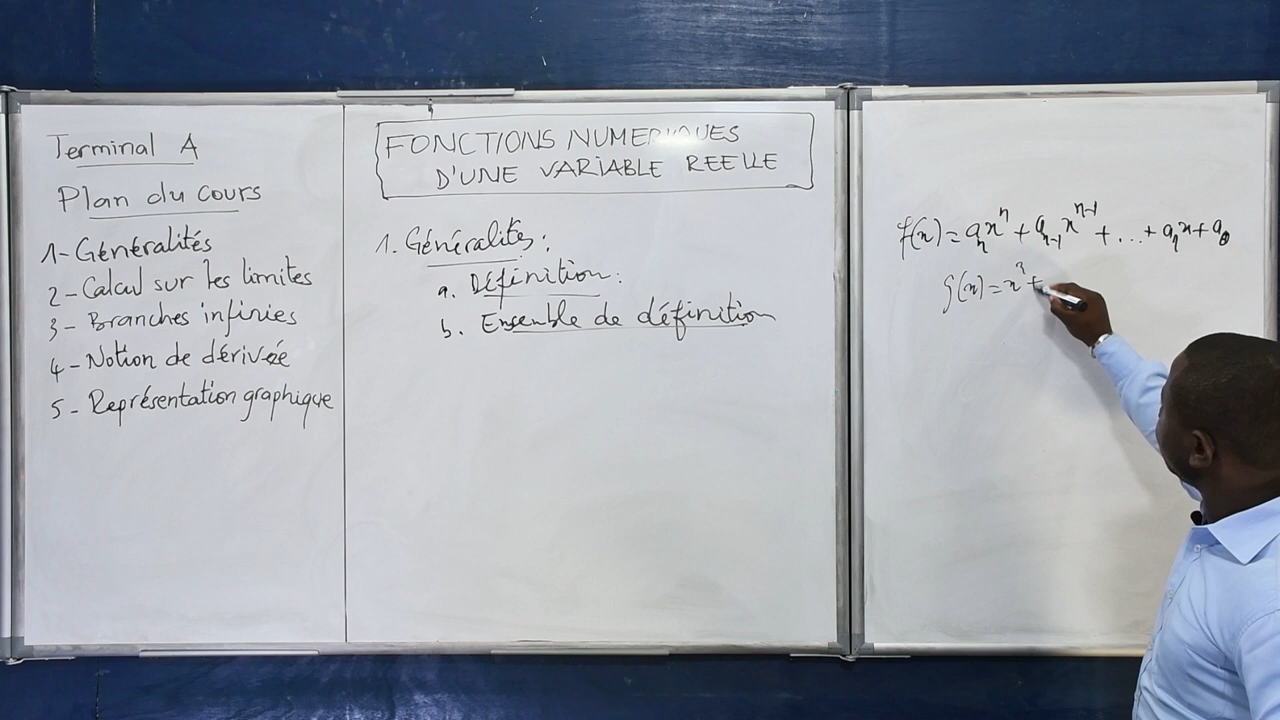 Terminal A
Plan du cours
1- Généralités
2 - Calcul sur les limites
3 - Branches infinies
4 - Notion de dérivée
5 - Représentation graphique
FONCTIONS NUMERIQUES
D'UNE VARIABLE REELLE
1. Généralités :
a. Définition :
b. Ensemble de définition
f(x) = aₙxⁿ + aₙ₋₁xⁿ⁻¹ + ... + a₁x + a₀
g(x) = x³ +